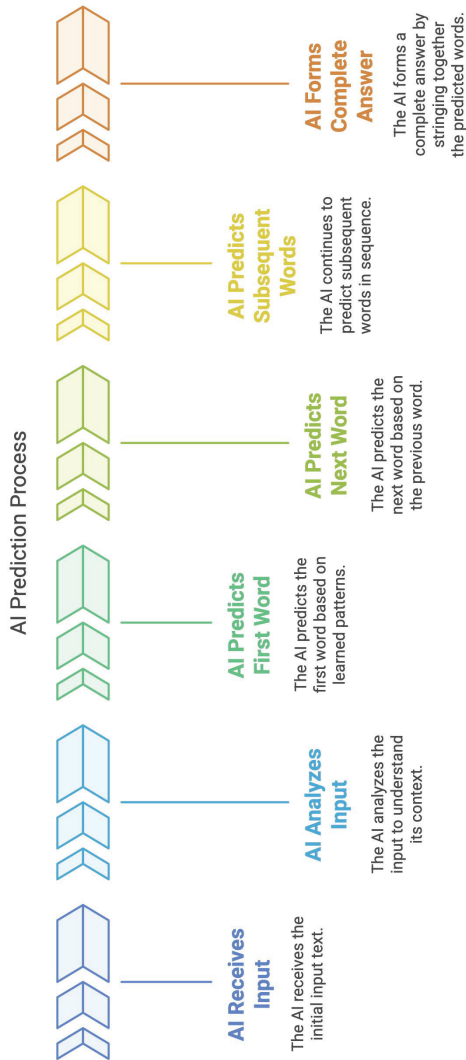 AI Prediction Process
AI Receives
Input
The AI receives the
initial input text.
AI Analyzes
Input
The AI analyzes the
input to understand
its context.
AI Predicts
First Word
The AI predicts the
first word based on
learned patterns.
AI Predicts
Next Word
The AI predicts the
next word based on
the previous word.
AI Predicts
Subsequent
Words
The AI continues to
predict subsequent
words in sequence.
AI Forms
Complete
Answer
The AI forms a
complete answer by
stringing together
the predicted words.